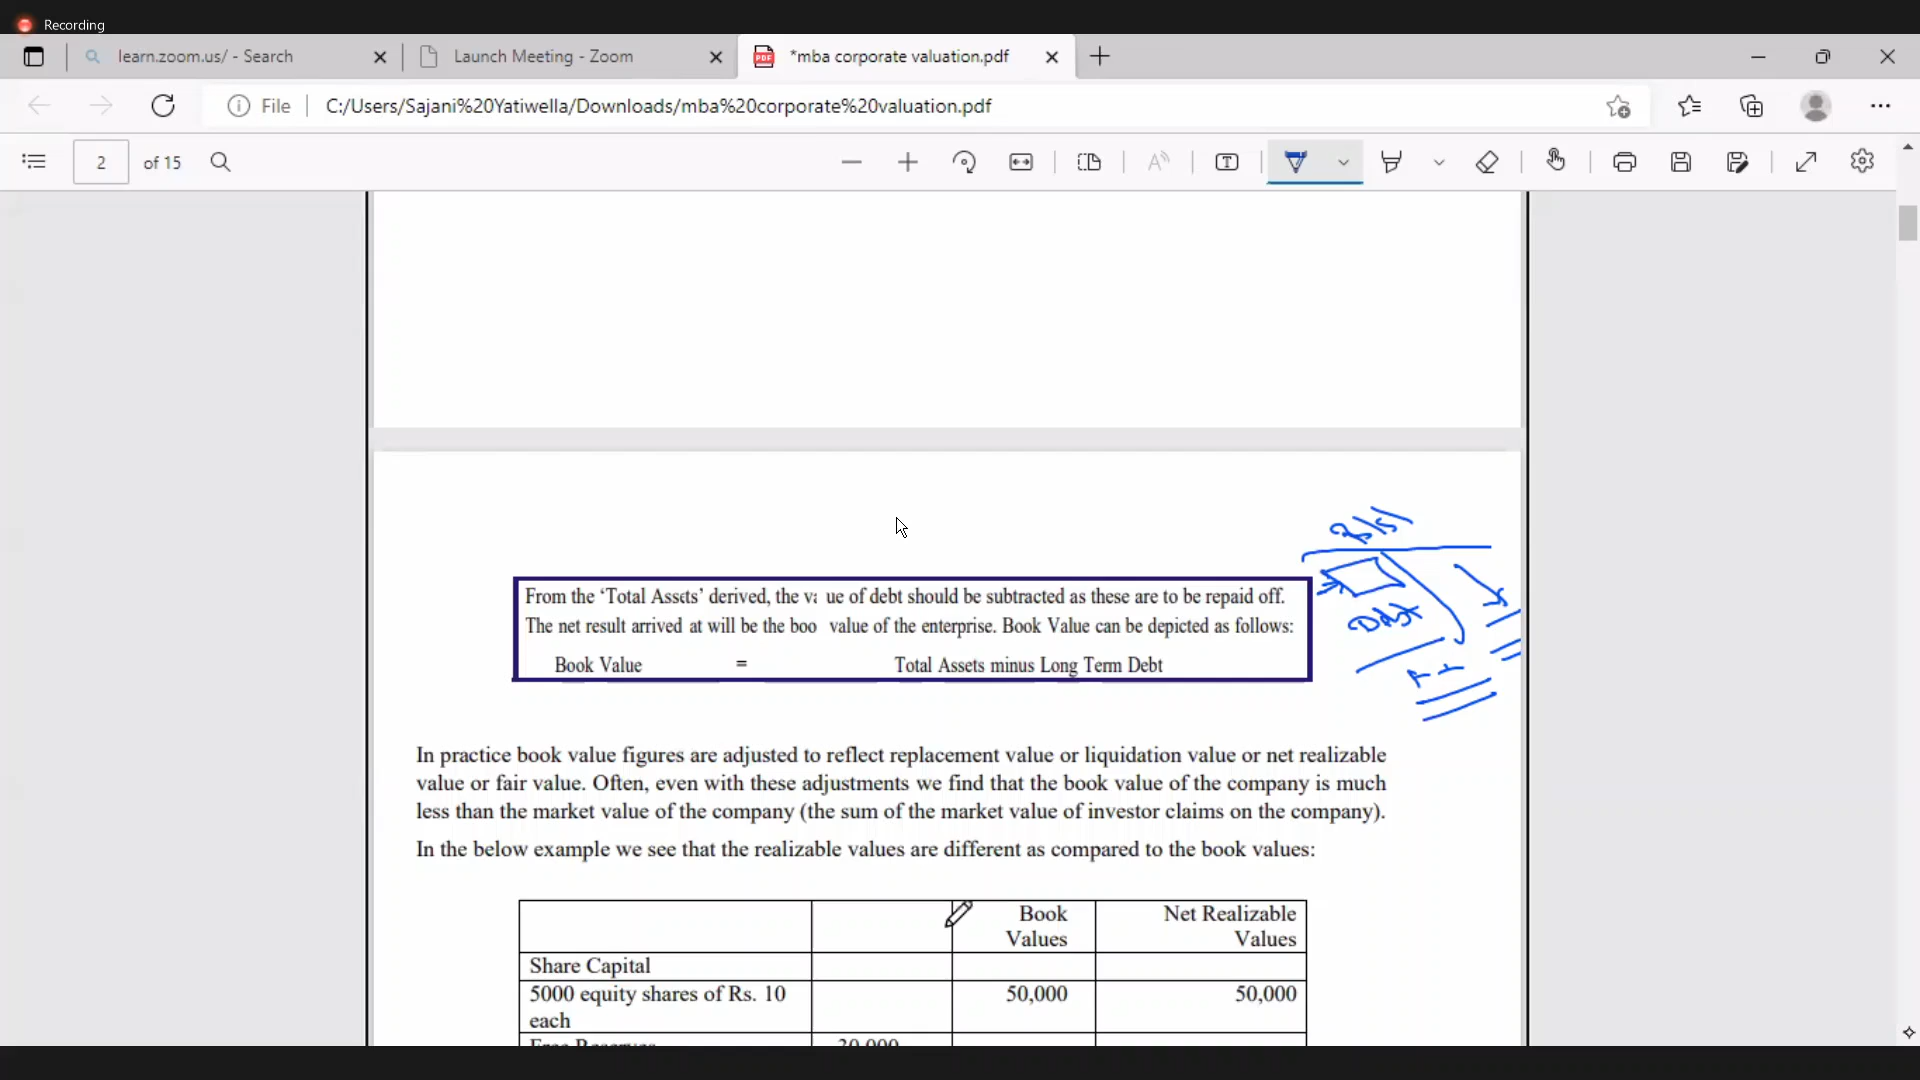 Recording
learn.zoom.us/ - Search
Launch Meeting - Zoom
*mba corporate valuation.pdf
File
C:/Users/Sajani%20Yatiwella/Downloads/mba%20corporate%20valuation.pdf
2 of 15
From the ‘Total Assets’ derived, the va ue of debt should be subtracted as these are to be repaid off.
The net result arrived at will be the boo value of the enterprise. Book Value can be depicted as follows:
Book Value = Total Assets minus Long Term Debt
Debt
In practice book value figures are adjusted to reflect replacement value or liquidation value or net realizable
value or fair value. Often, even with these adjustments we find that the book value of the company is much
less than the market value of the company (the sum of the market value of investor claims on the company).
In the below example we see that the realizable values are different as compared to the book values:
Book Net Realizable
Values Values
Share Capital
5000 equity shares of Rs. 10 50,000 50,000
each
Free Reserves 30,000